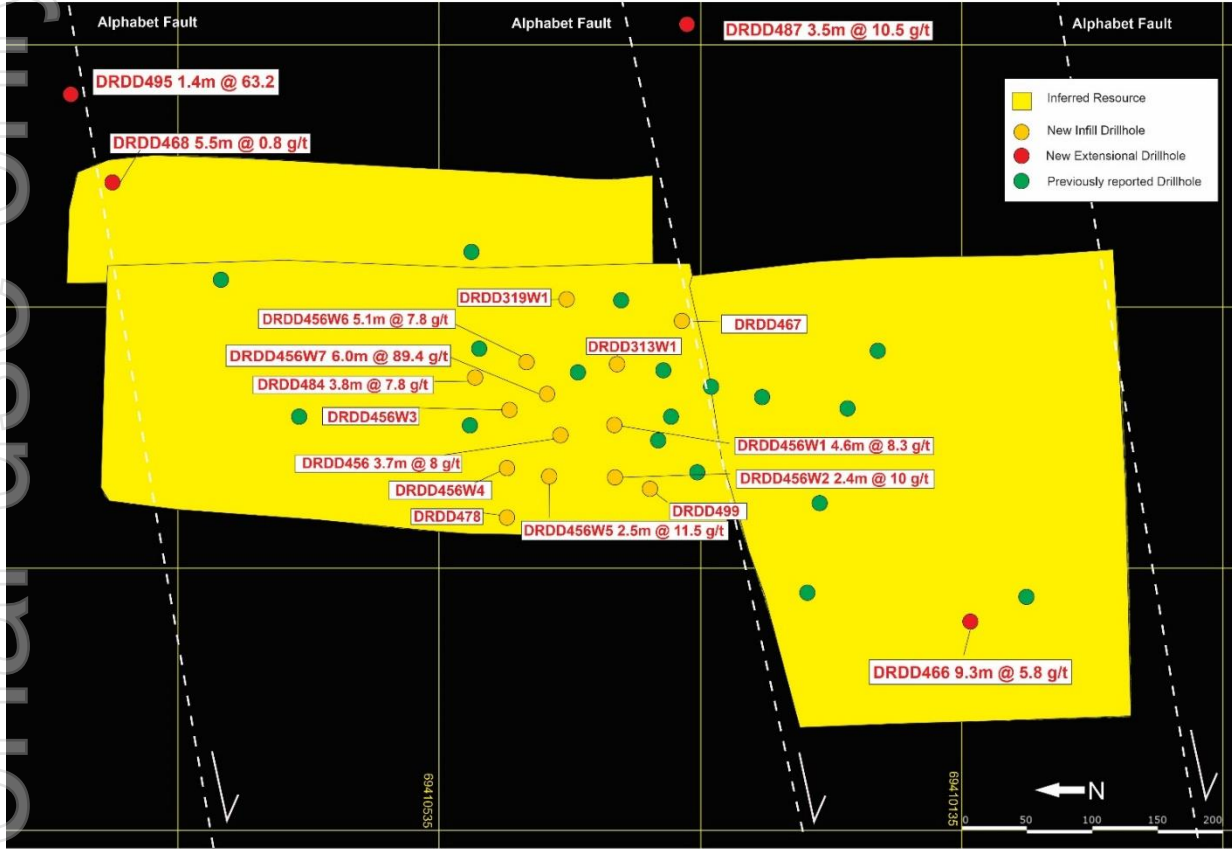 Alphabet Fault
Alphabet Fault
Alphabet Fault
DRDD487 3.5m @ 10.5 g/t
DRDD495 1.4m @ 63.2
DRDD468 5.5m @ 0.8 g/t
Inferred Resource
New Infill Drillhole
New Extensional Drillhole
Previously reported Drillhole
DRDD319W1
DRDD456W6 5.1m @ 7.8 g/t
DRDD467
DRDD313W1
DRDD456W7 6.0m @ 89.4 g/t
DRDD484 3.8m @ 7.8 g/t
DRDD456W3
DRDD456W1 4.6m @ 8.3 g/t
DRDD456 3.7m @ 8 g/t
DRDD456W2 2.4m @ 10 g/t
DRDD456W4
DRDD499
DRDD478
DRDD456W5 2.5m @ 11.5 g/t
DRDD466 9.3m @ 5.8 g/t
69410535
69410135
N
0 50 100 150 200